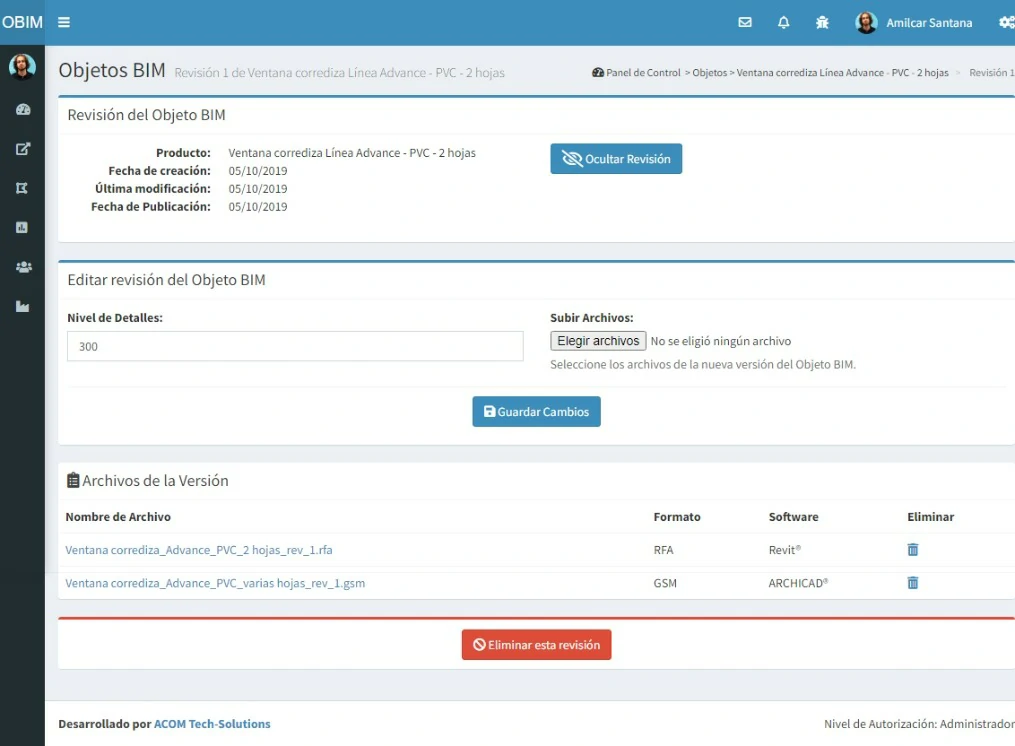 OBIM
Amilcar Santana
Objetos BIM Revisión 1 de Ventana corrediza Línea Advance - PVC - 2 hojas
Panel de Control > Objetos > Ventana corrediza Línea Advance - PVC - 2 hojas > Revisión 1
Revisión del Objeto BIM
Producto: Ventana corrediza Línea Advance - PVC - 2 hojas
Fecha de creación: 05/10/2019
Última modificación: 05/10/2019
Fecha de Publicación: 05/10/2019
Ocultar Revisión
Editar revisión del Objeto BIM
Nivel de Detalles:
300
Subir Archivos:
Elegir archivos No se eligió ningún archivo
Seleccione los archivos de la nueva versión del Objeto BIM.
Guardar Cambios
Archivos de la Versión
Nombre de Archivo Formato Software Eliminar
Ventana corrediza_Advance_PVC_2 hojas_rev_1.rfa RFA Revit®
Ventana corrediza_Advance_PVC_varias hojas_rev_1.gsm GSM ARCHICAD®
Eliminar esta revisión
Desarrollado por ACOM Tech-Solutions
Nivel de Autorización: Administrador